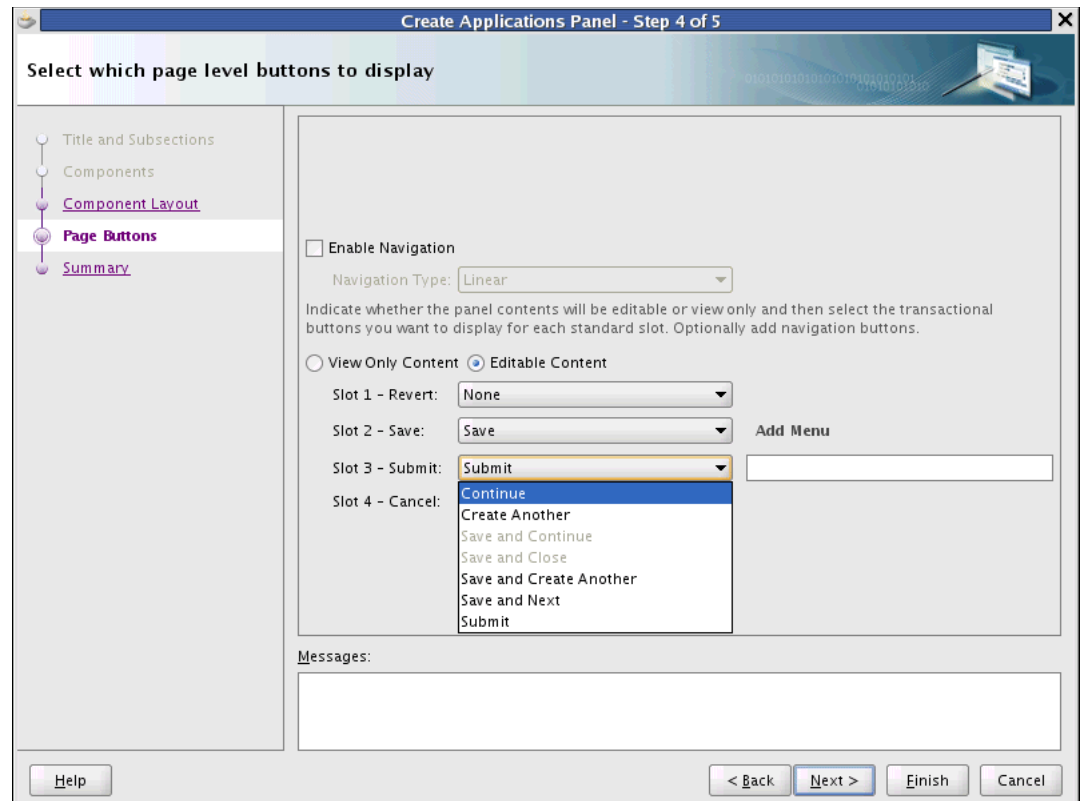 Create Applications Panel - Step 4 of 5
Select which page level buttons to display
Title and Subsections
Components
Component Layout
Page Buttons
Summary
Enable Navigation
Navigation Type: Linear
Indicate whether the panel contents will be editable or view only and then select the transactional
buttons you want to display for each standard slot. Optionally add navigation buttons.
View Only Content Editable Content
Slot 1 - Revert: None
Slot 2 - Save: Save Add Menu
Slot 3 - Submit: Submit
Slot 4 - Cancel:
Continue
Create Another
Save and Continue
Save and Close
Save and Create Another
Save and Next
Submit
Messages:
Help < Back Next > Finish Cancel